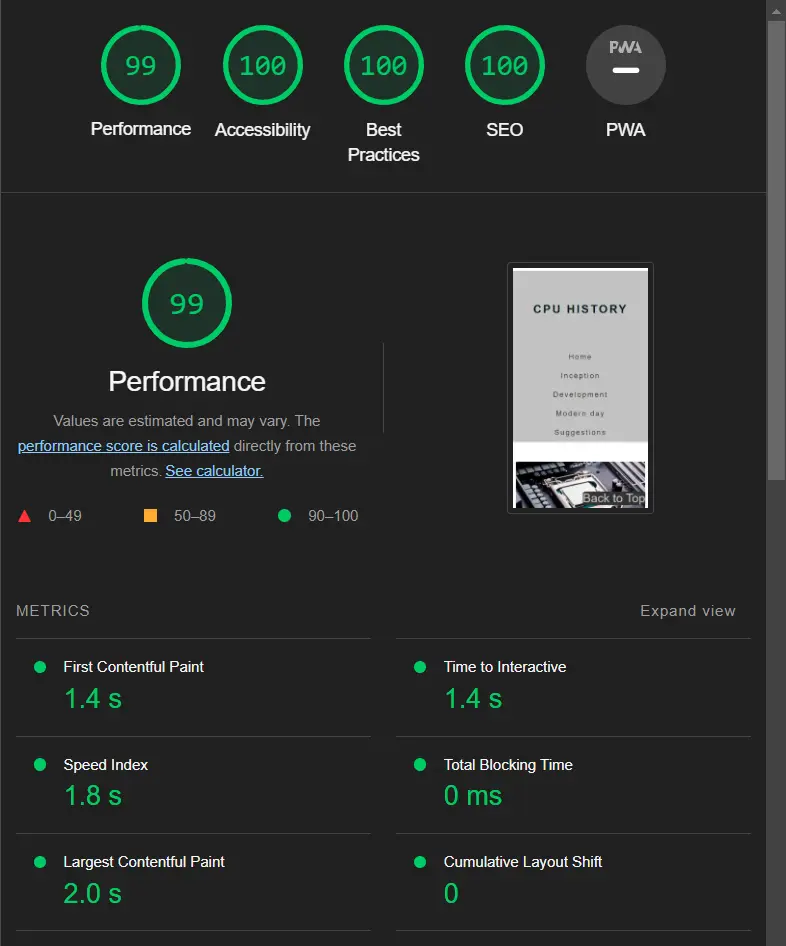 99
100
100
100
PWA
Performance
Accessibility
Best
Practices
SEO
PWA
99
Performance
Values are estimated and may vary. The
performance score is calculated directly from these
metrics. See calculator.
0–49
50–89
90–100
CPU HISTORY
Home
Inception
Development
Modern day
Suggestions
Back to Top
METRICS
Expand view
First Contentful Paint
1.4 s
Time to Interactive
1.4 s
Speed Index
1.8 s
Total Blocking Time
0 ms
Largest Contentful Paint
2.0 s
Cumulative Layout Shift
0